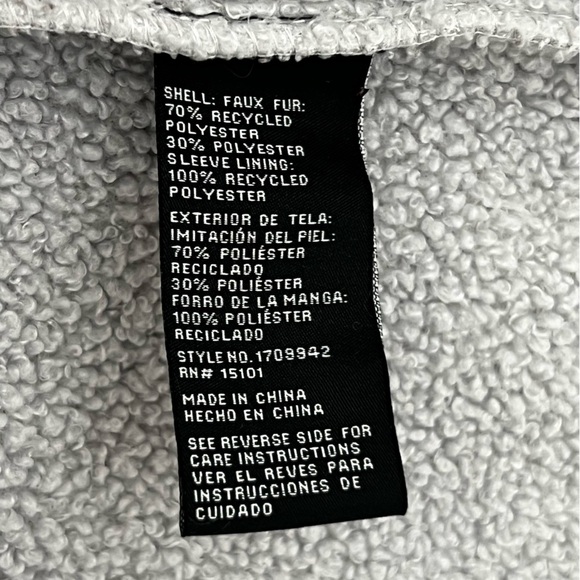 SHELL: FAUX FUR:
70% RECYCLED
POLYESTER
30% POLYESTER
SLEEVE LINING:
100% RECYCLED
POLYESTER
EXTERIOR DE TELA:
IMITACIÓN DEL PIEL:
70% POLIÉSTER
RECICLADO
30% POLIÉSTER
FORRO DE LA MANGA:
100% POLIÉSTER
RECICLADO
STYLE NO. 1709942
RN# 15101
MADE IN CHINA
HECHO EN CHINA
SEE REVERSE SIDE FOR
CARE INSTRUCTIONS
VER EL REVES PARA
INSTRUCCIONES DE
CUIDADO